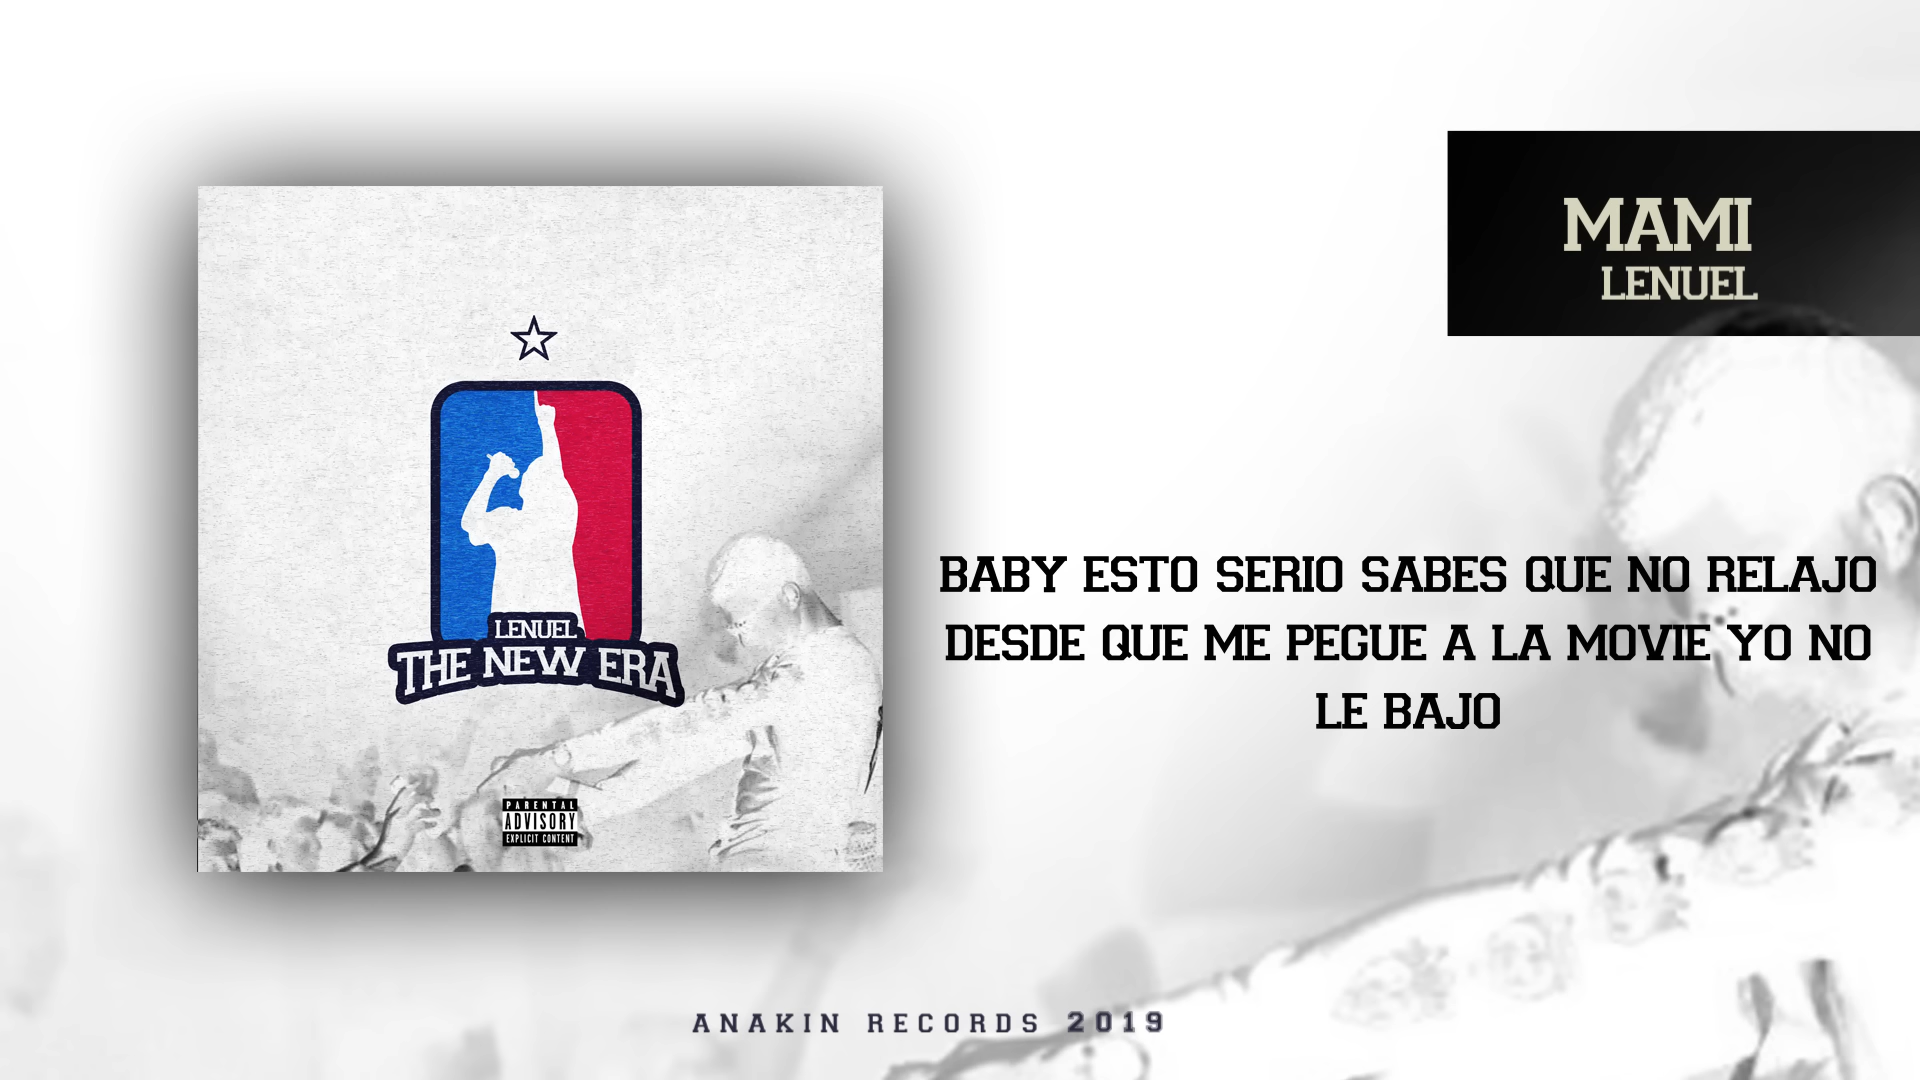 MAMI
LENUEL
LENUEL
THE NEW ERA
PARENTAL
ADVISORY
EXPLICIT CONTENT
BABY ESTO SERIO SABES QUE NO RELAJO
DESDE QUE ME PEGUE A LA MOVIE YO NO
LE BAJO
ANAKIN RECORDS 2019